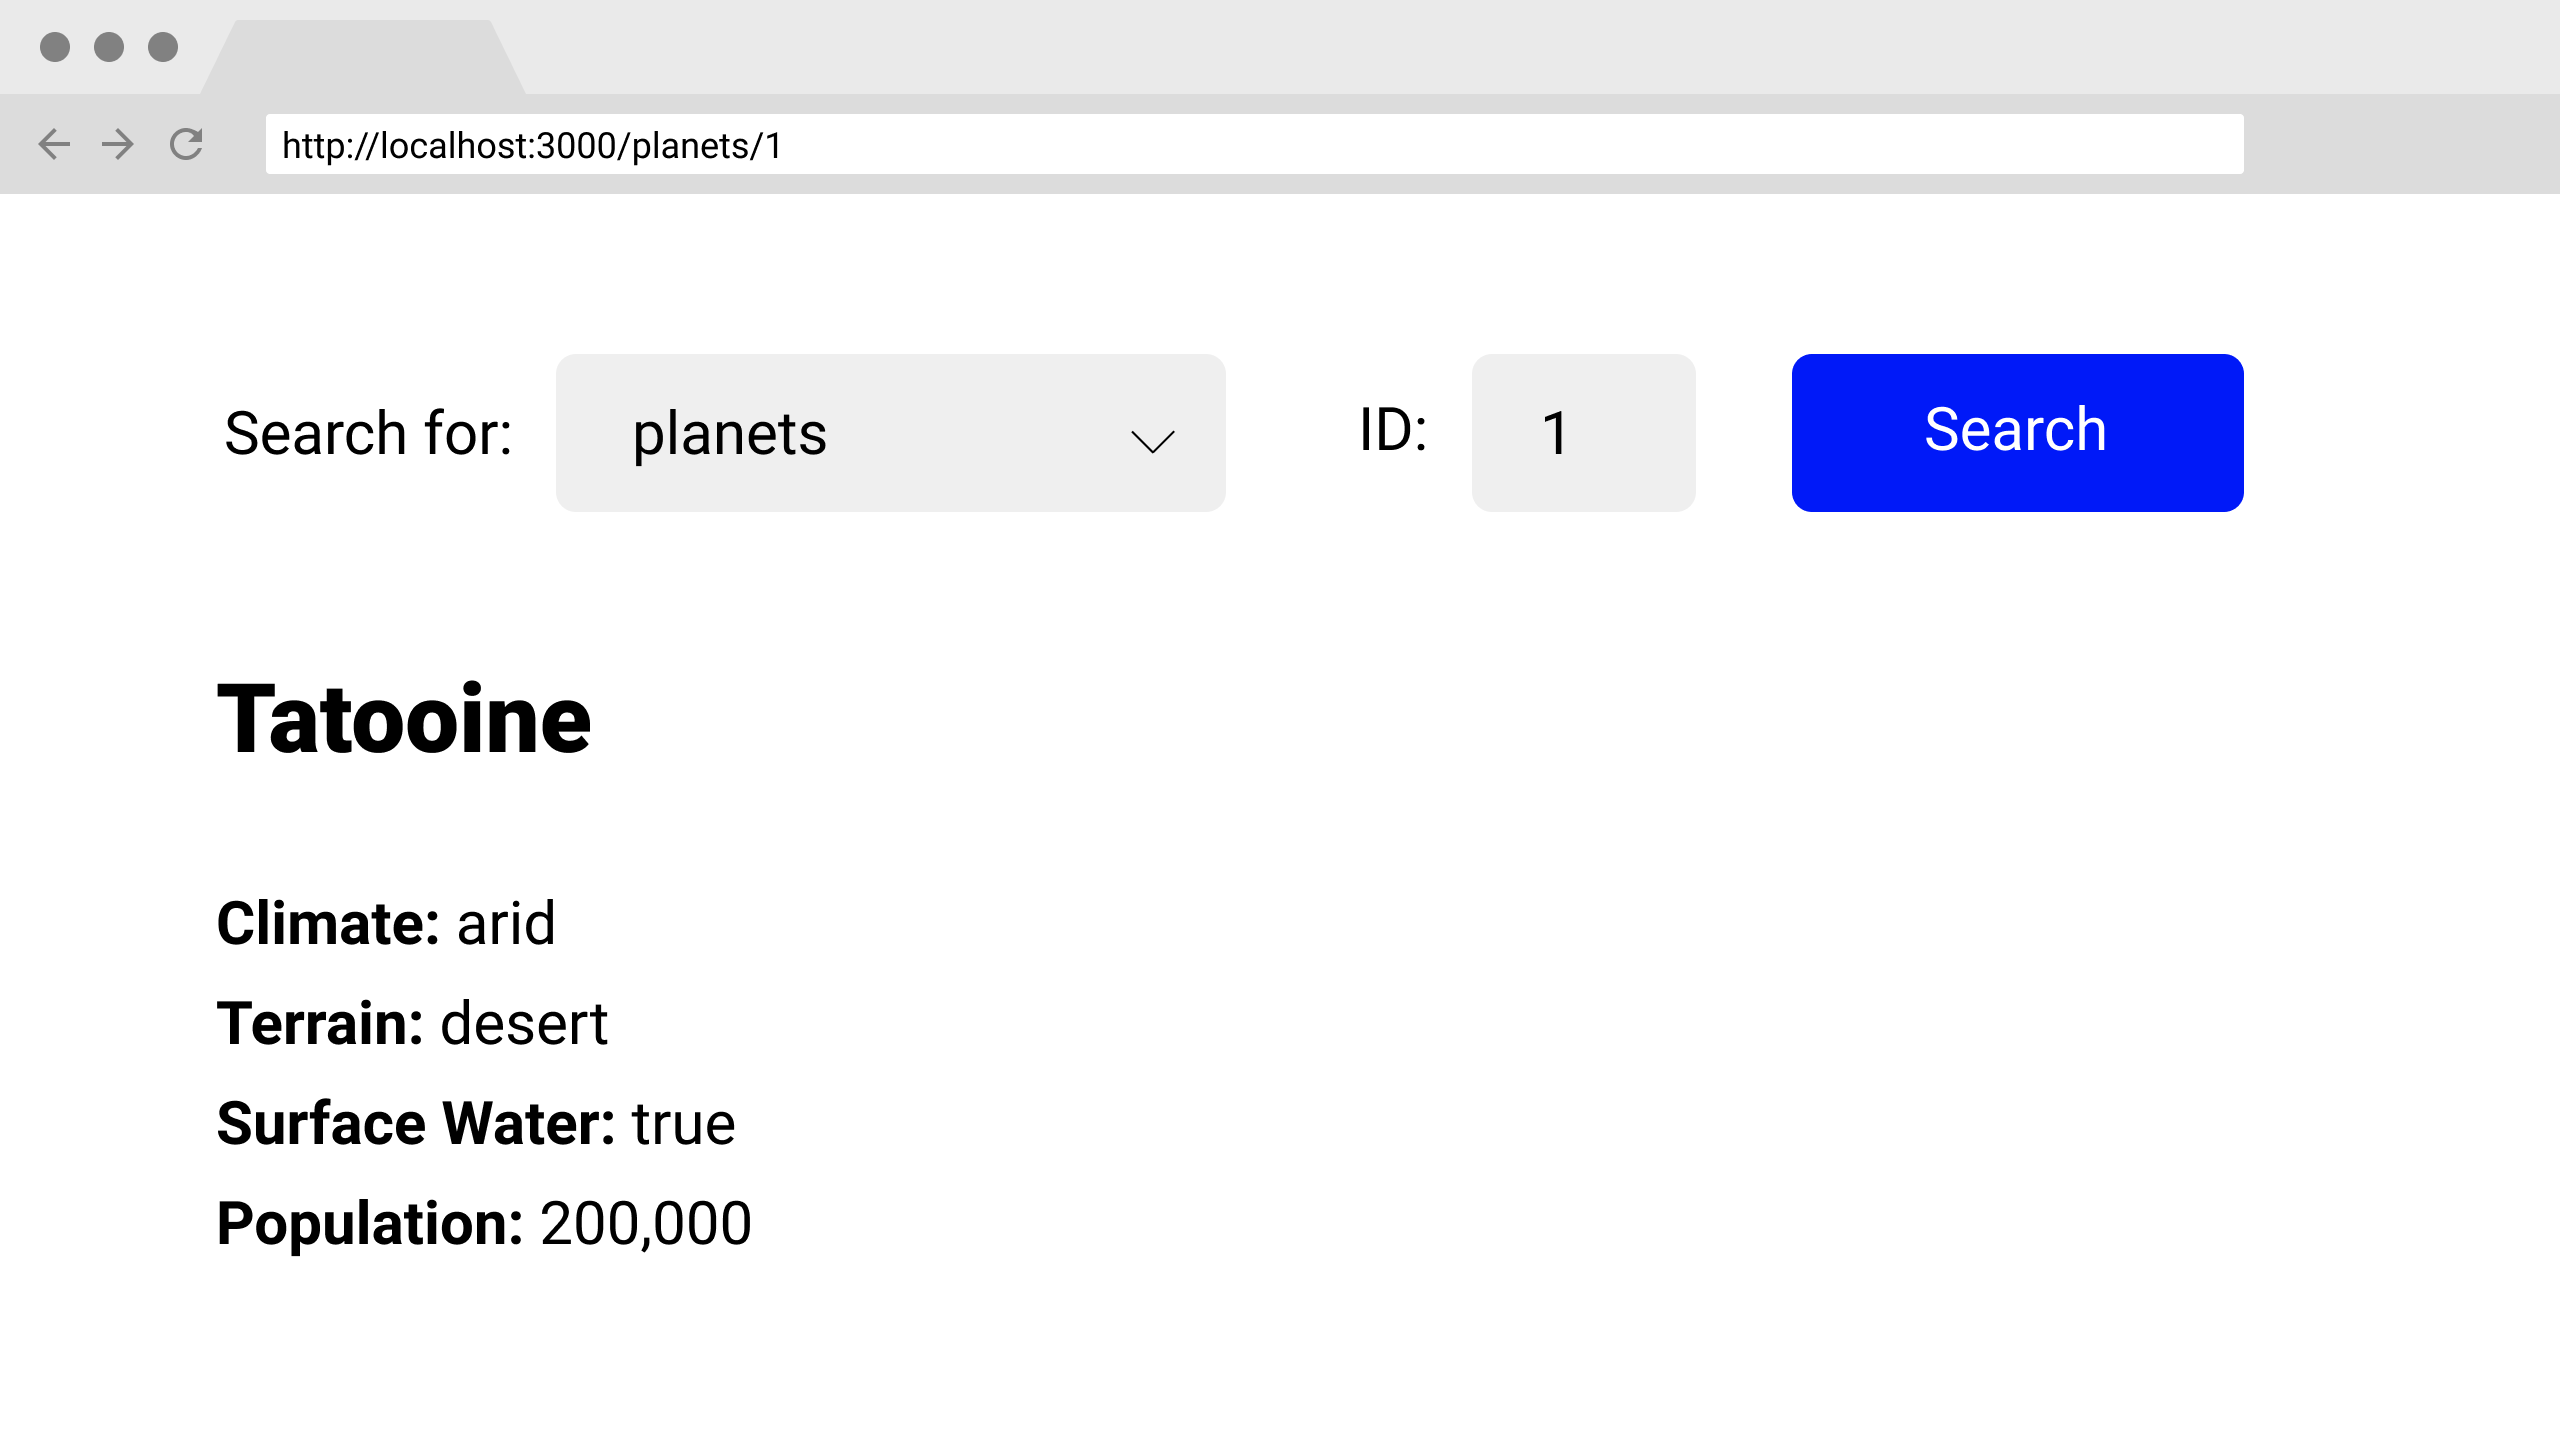 http://localhost:3000/planets/1
Search for: planets ID: 1 Search
Tatooine
Climate: arid
Terrain: desert
Surface Water: true
Population: 200,000